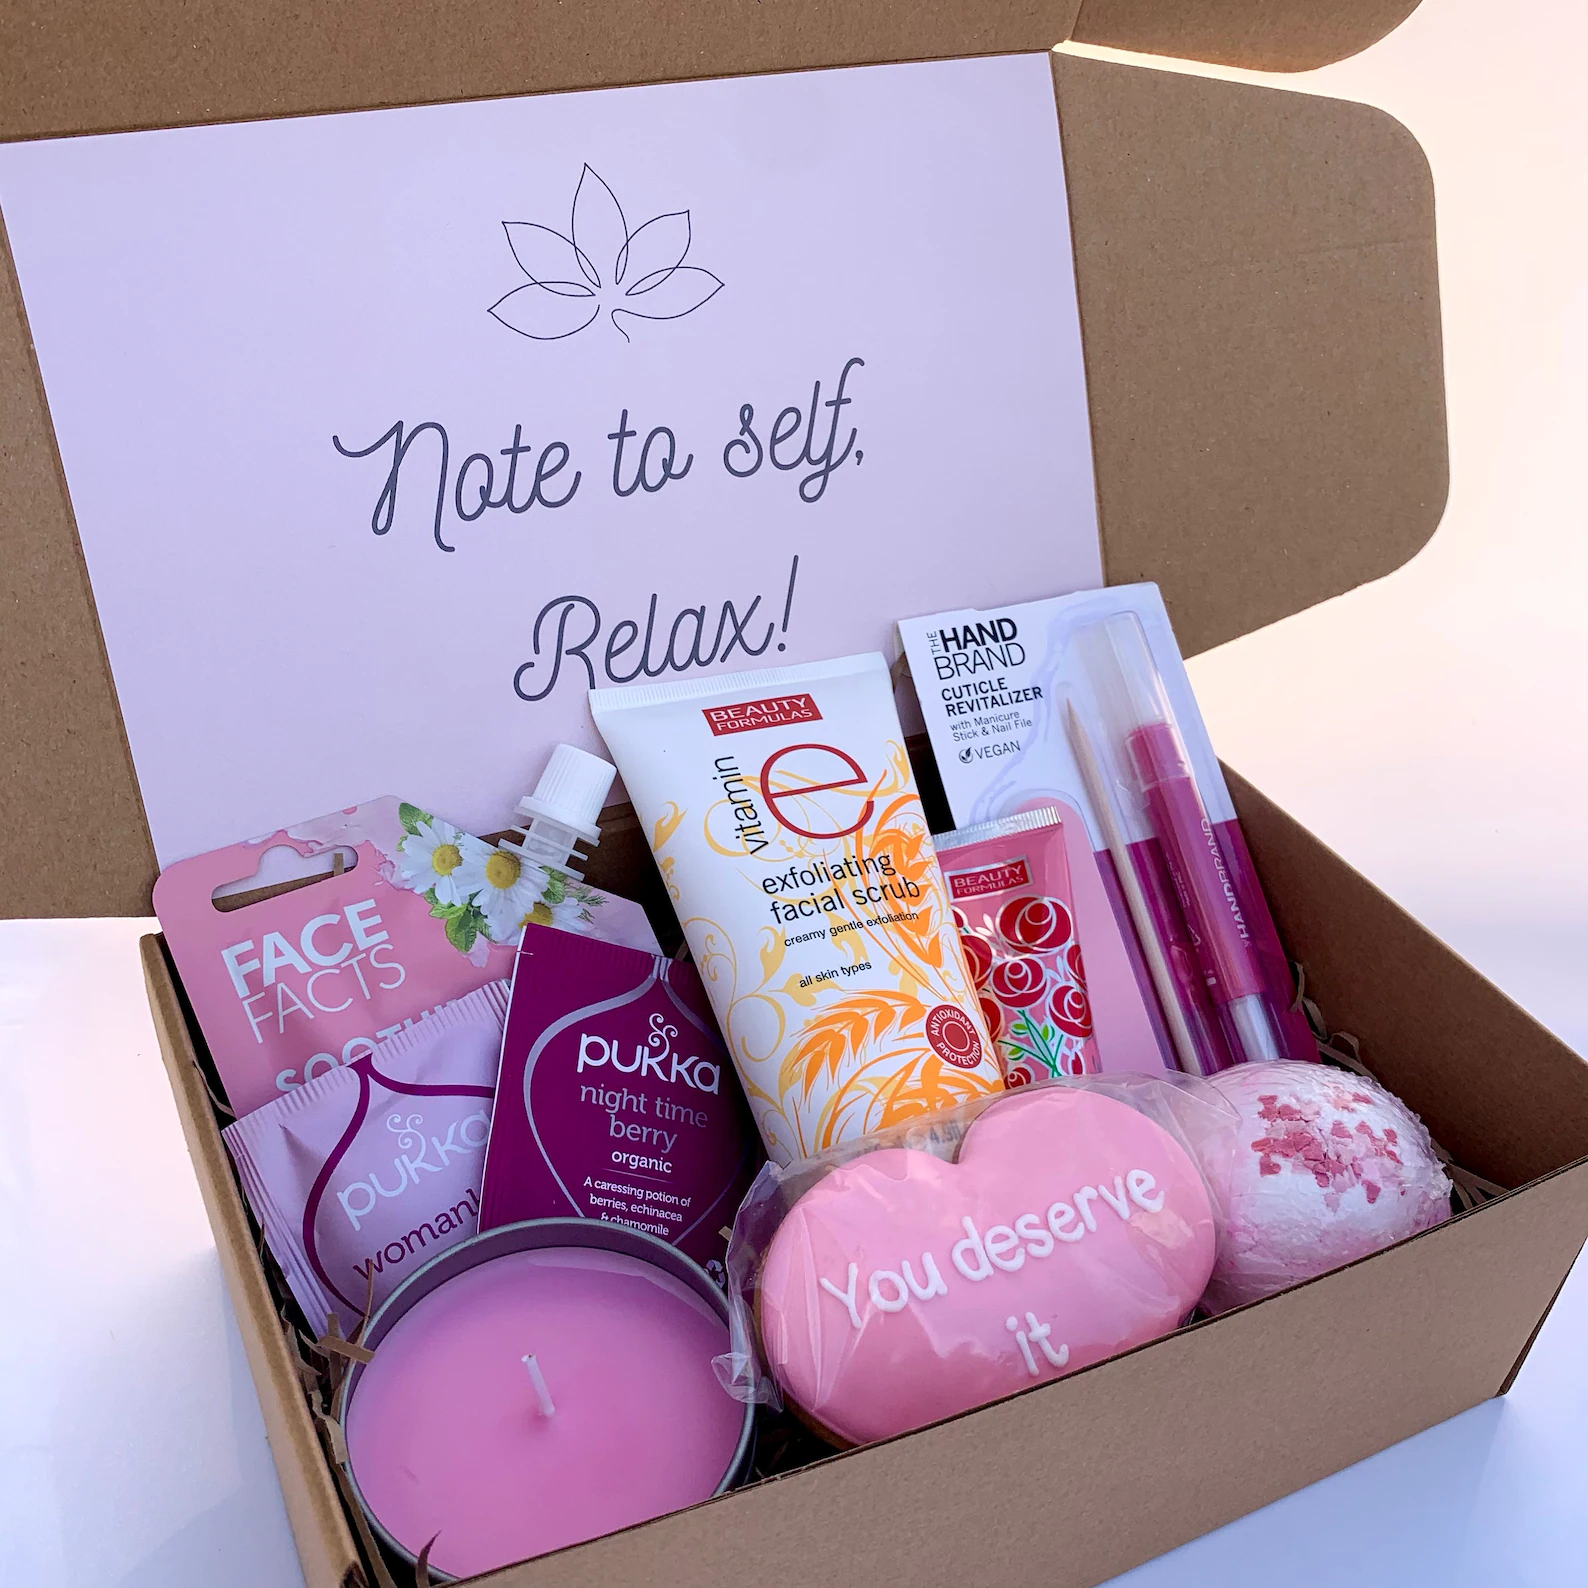 Note to self,
Relax!
THE
HAND
BRAND
CUTICLE
REVITALIZER
with Manicure
Stick & Nail File
VEGAN
HANDBRAND
BEAUTY
FORMULAS
vitamin
e
exfoliating
facial scrub
creamy gentle exfoliation
all skin types
ANTIOXIDANT
PROTECTION
BEAUTY
FORMULAS
FACE
FACTS
pukka
night time
berry
organic
A caressing potion of
berries, echinacea
& chamomile
pukka
You deserve
it